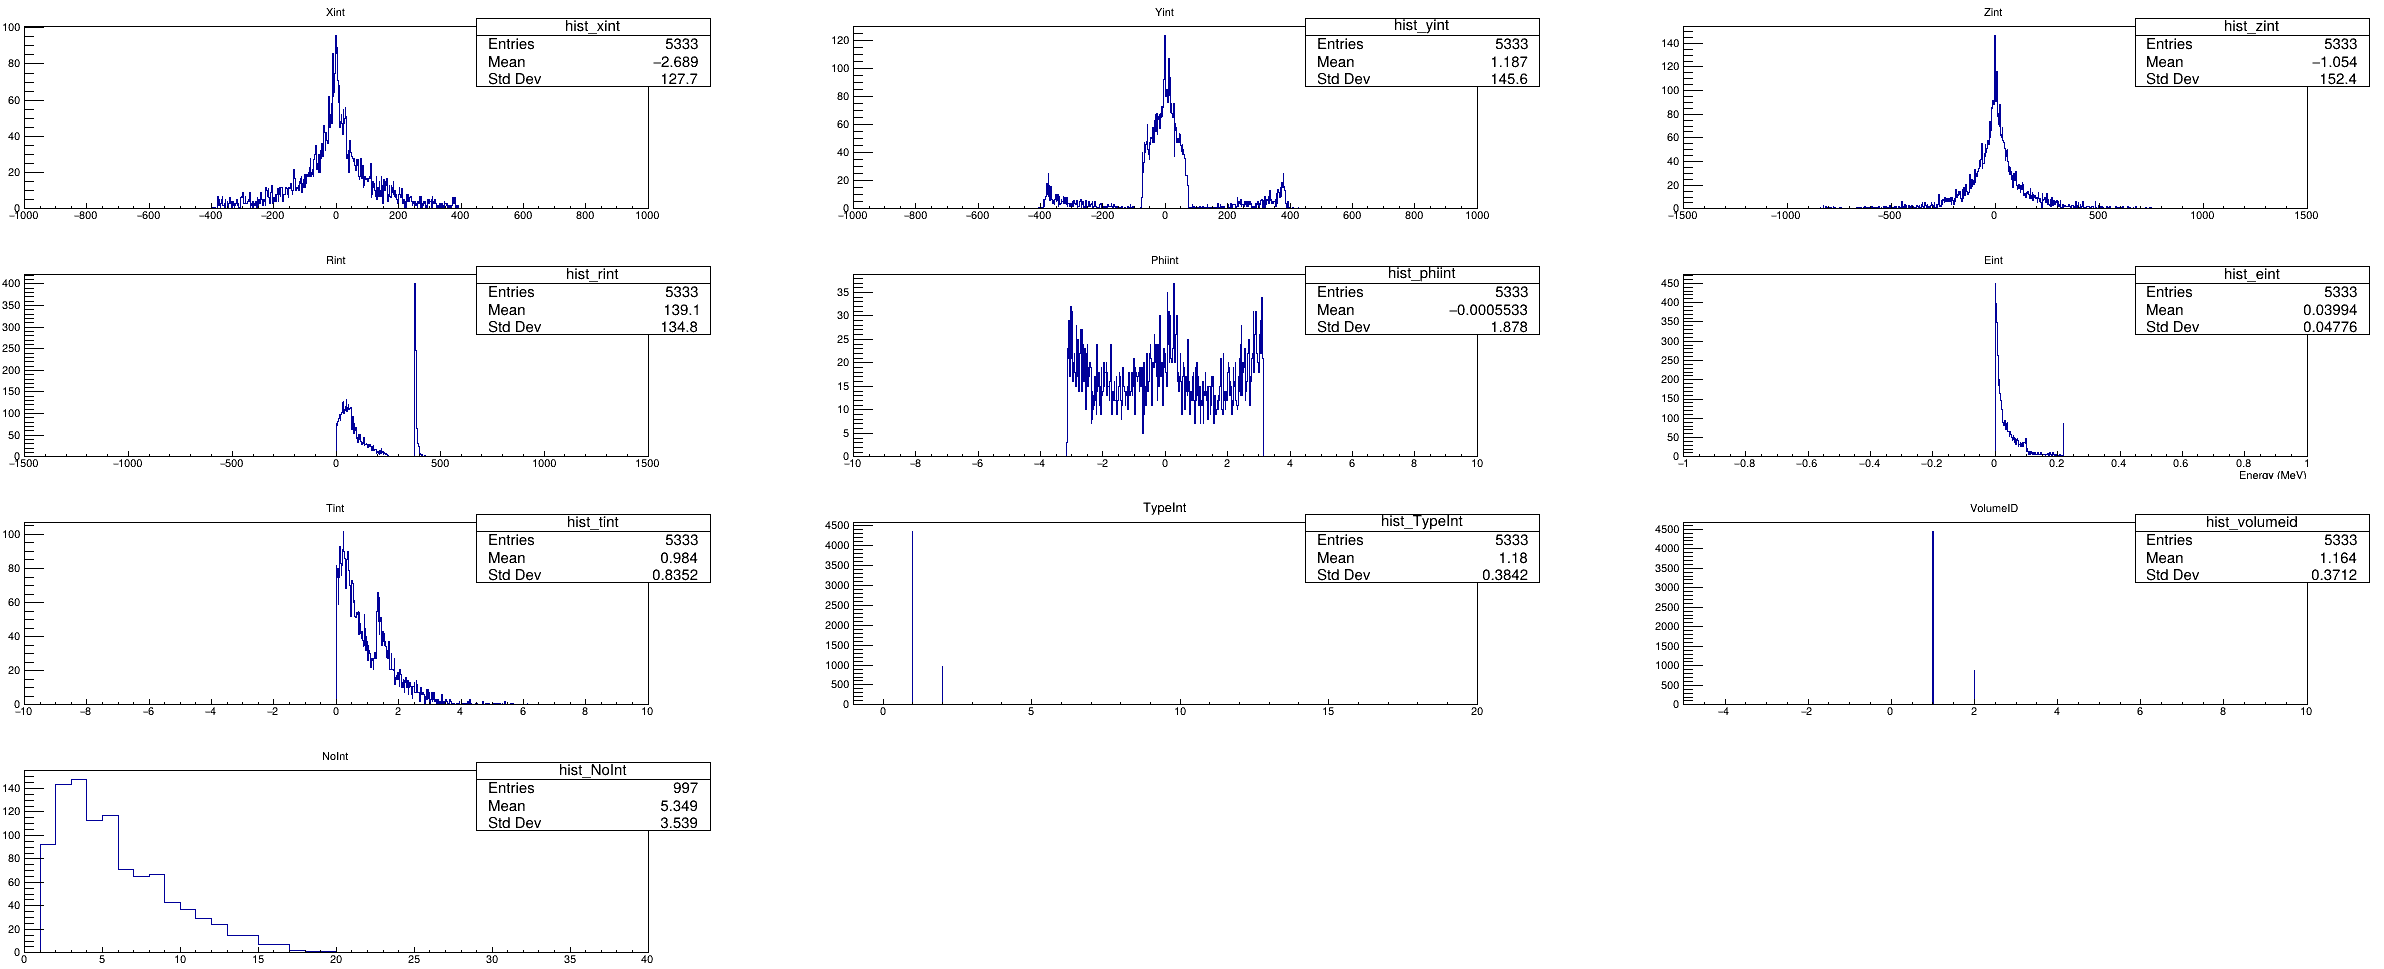 Xint
hist_xint
Entries 5333
Mean −2.689
Std Dev 127.7
100
80
60
40
20
0
−1000 −800 −600 −400 −200 0 200 400 600 800 1000
Yint
hist_yint
Entries 5333
Mean 1.187
Std Dev 145.6
120
100
80
60
40
20
0
−1000 −800 −600 −400 −200 0 200 400 600 800 1000
Zint
hist_zint
Entries 5333
Mean −1.054
Std Dev 152.4
140
120
100
80
60
40
20
0
−1500 −1000 −500 0 500 1000 1500
Rint
hist_rint
Entries 5333
Mean 139.1
Std Dev 134.8
400
350
300
250
200
150
100
50
0
−1500 −1000 −500 0 500 1000 1500
Phiint
hist_phiint
Entries 5333
Mean −0.0005533
Std Dev 1.878
35
30
25
20
15
10
5
0
−10 −8 −6 −4 −2 0 2 4 6 8 10
Eint
hist_eint
Entries 5333
Mean 0.03994
Std Dev 0.04776
450
400
350
300
250
200
150
100
50
0
−1 −0.8 −0.6 −0.4 −0.2 0 0.2 0.4 0.6 0.8 1
Energy (MeV)
Tint
hist_tint
Entries 5333
Mean 0.984
Std Dev 0.8352
100
80
60
40
20
0
−10 −8 −6 −4 −2 0 2 4 6 8 10
TypeInt
hist_TypeInt
Entries 5333
Mean 1.18
Std Dev 0.3842
4500
4000
3500
3000
2500
2000
1500
1000
500
0
0 5 10 15 20
VolumeID
hist_volumeid
Entries 5333
Mean 1.164
Std Dev 0.3712
4500
4000
3500
3000
2500
2000
1500
1000
500
0
−4 −2 0 2 4 6 8 10
NoInt
hist_NoInt
Entries 997
Mean 5.349
Std Dev 3.539
140
120
100
80
60
40
20
0
0 5 10 15 20 25 30 35 40